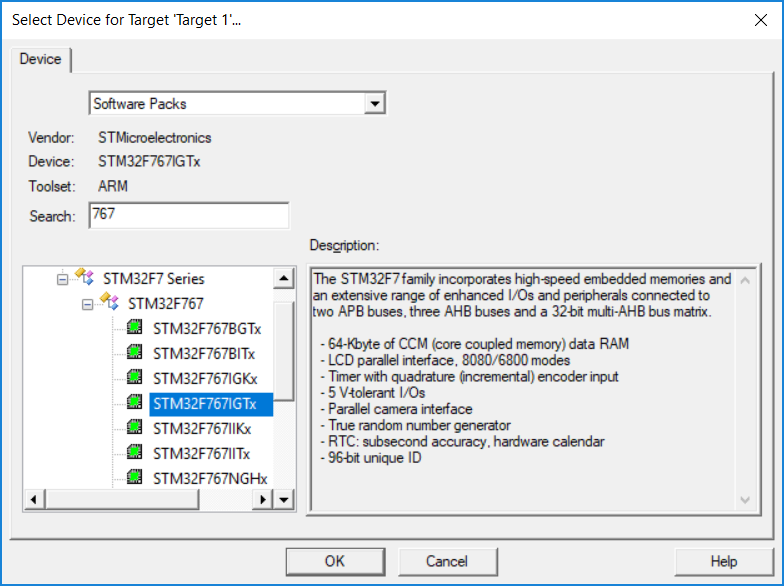 Select Device for Target 'Target 1'...
Device
Software Packs
Vendor: STMicroelectronics
Device: STM32F767IGTx
Toolset: ARM
Search: 767
Description:
STM32F7 Series
STM32F767
STM32F767BGTx
STM32F767BITx
STM32F767IGKx
STM32F767IGTx
STM32F767IIKx
STM32F767IITx
STM32F767NGHx
The STM32F7 family incorporates high-speed embedded memories and
an extensive range of enhanced I/Os and peripherals connected to
two APB buses, three AHB buses and a 32-bit multi-AHB bus matrix.
- 64-Kbyte of CCM (core coupled memory) data RAM
- LCD parallel interface, 8080/6800 modes
- Timer with quadrature (incremental) encoder input
- 5 V-tolerant I/Os
- Parallel camera interface
- True random number generator
- RTC: subsecond accuracy, hardware calendar
- 96-bit unique ID
OK
Cancel
Help